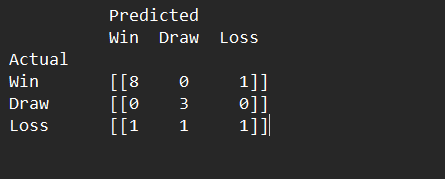 Predicted
Win Draw Loss
Actual
Win [[8 0 1]]
Draw [[0 3 0]]
Loss [[1 1 1]]